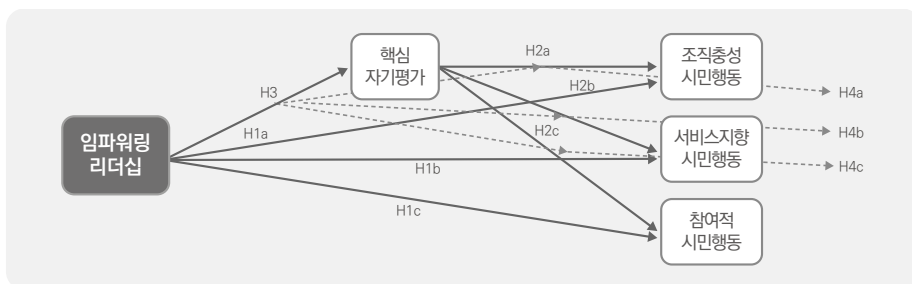 핵심
자기평가
H2a
조직충성
시민행동
H3
H2b
H4a
임파워링
리더십
H1a
H2c
서비스지향
시민행동
H4b
H1b
H4c
H1c
참여적
시민행동